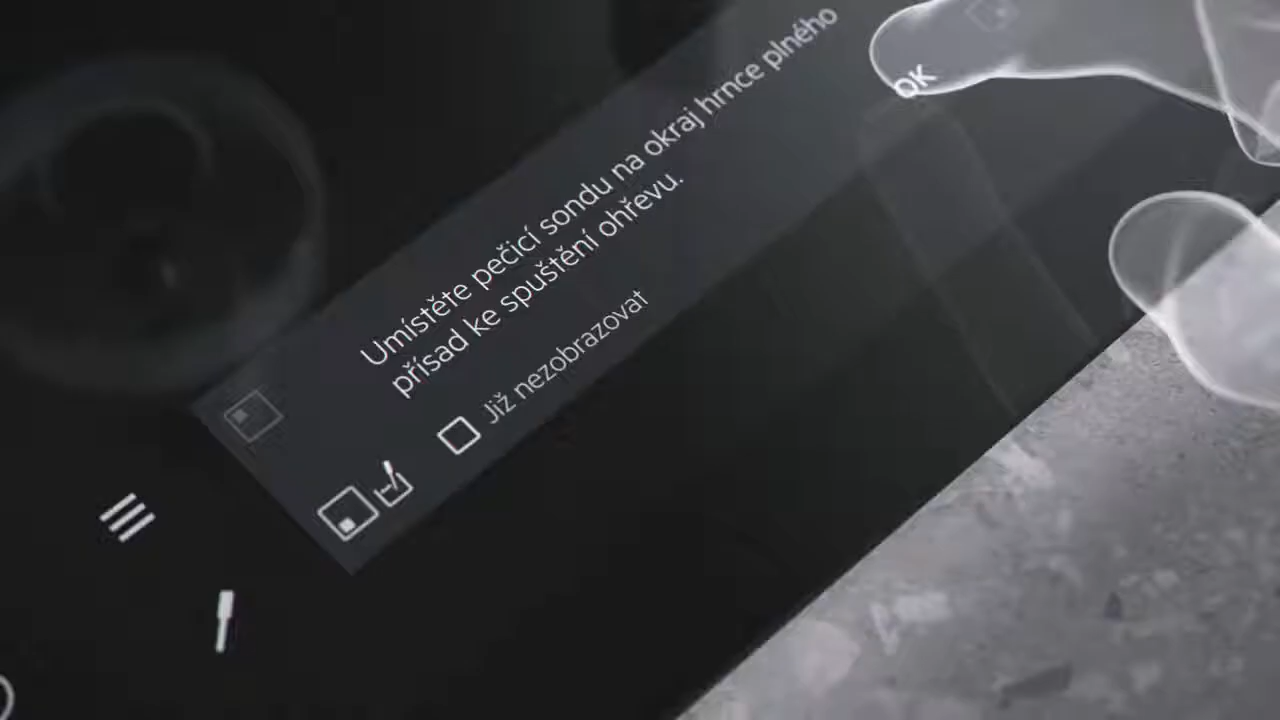 Umístěte pečicí sondu na okraj hrnce plného
přísad ke spuštění ohřevu.
Již nezobrazovat
OK